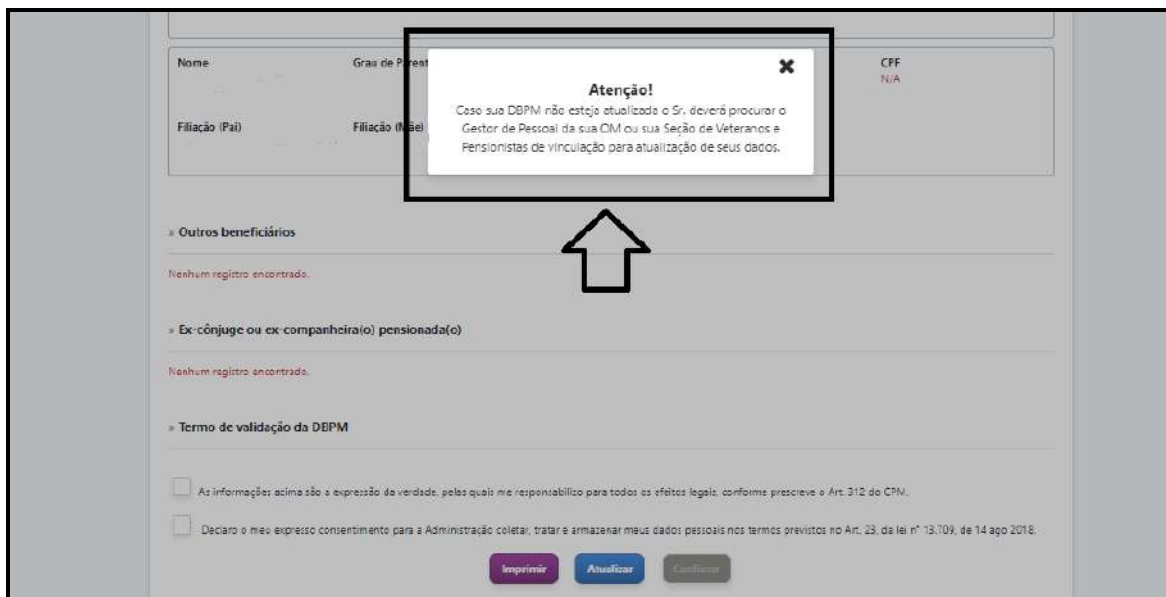 Nome Grau de Parent CPF
N/A
✖
Atenção!
Caso sua DBPM não esteja atualizada o Sr. deverá procurar o
Gestor de Pessoal da sua OM ou sua Seção de Veteranos e
Pensionistas de vinculação para atualização de seus dados.
Filiação (Pai) Filiação (Mãe)
» Outros beneficiários
Nenhum registro encontrado.
» Ex-cônjuge ou ex-companheira(o) pensionada(o)
Nenhum registro encontrado.
» Termo de validação da DBPM
As informações acima são a expressão da verdade, pelas quais me responsabilizo para todos os efeitos legais, conforme prescreve o Art. 312 do CPM.
Declaro o meu expresso consentimento para a Administração coletar, tratar e armazenar meus dados pessoais nos termos previstos no Art. 23, da lei n° 13.709, de 14 ago 2018.
Imprimir Atualizar Confirmar